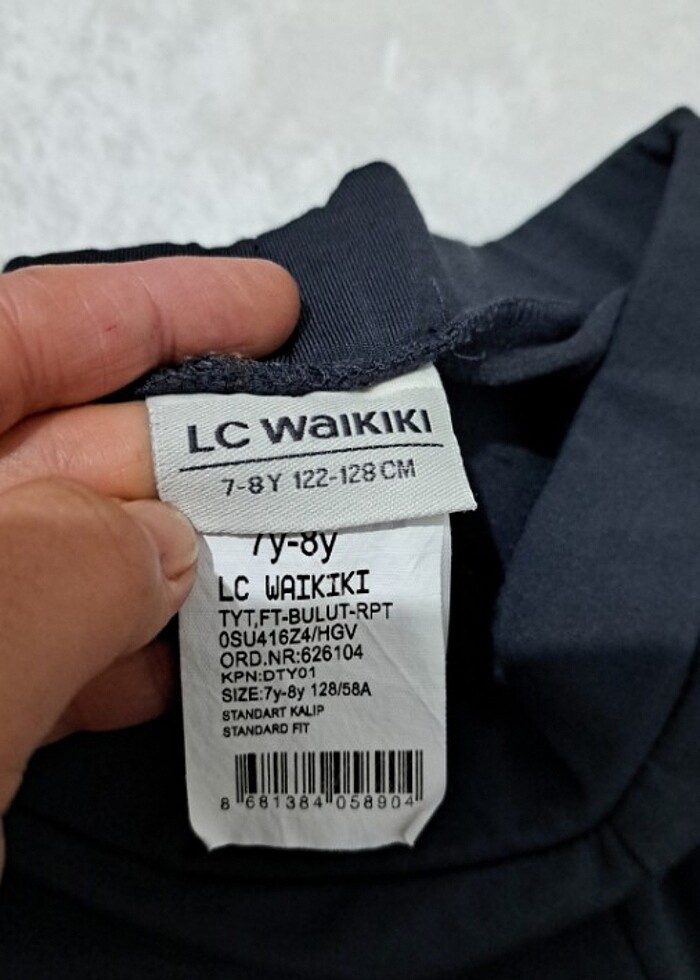 LC WAIKIKI
7-8Y 122-128 CM
7y-8y
LC WAIKIKI
TYT,FT-BULUT-RPT
0SU416Z4/HGV
ORD.NR:626104
KPN:DTY01
SIZE:7y-8y 128/58A
STANDART KALIP
STANDARD FIT
8 681384 058904